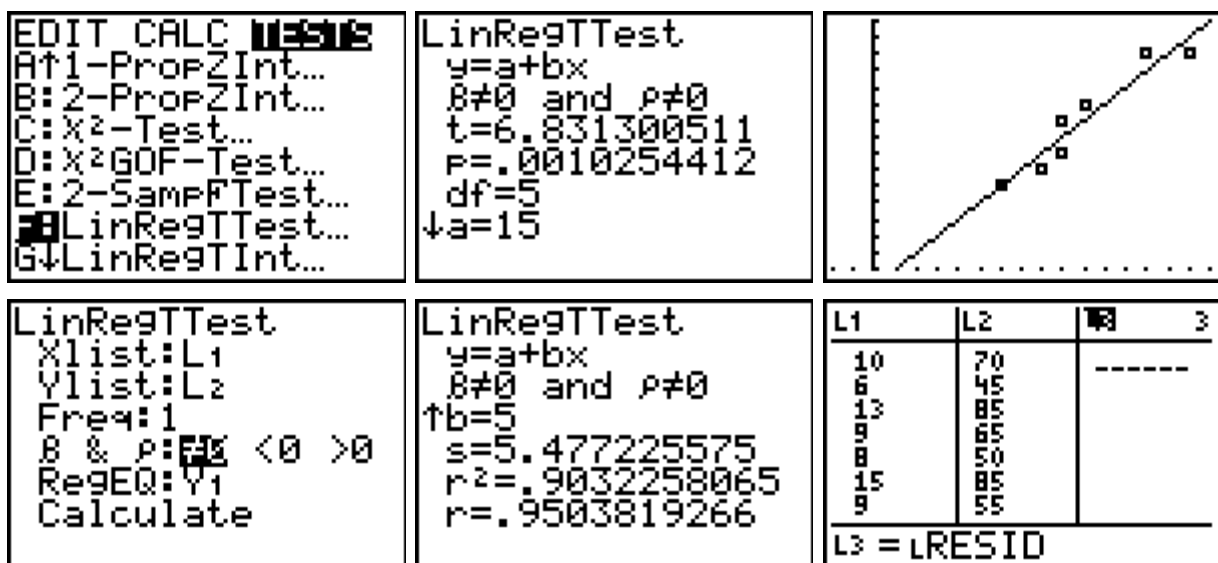 EDIT CALC TESTS
A↑1-PropZInt…
B:2-PropZInt…
C:χ²-Test…
D:χ²GOF-Test…
E:2-SampFTest…
F:LinRegTTest…
G↓LinRegTInt…
LinRegTTest
y=a+bx
β≠0 and ρ≠0
t=6.831300511
p=.0010254412
df=5
↓a=15
LinRegTTest
Xlist:L1
Ylist:L2
Freq:1
β & ρ:≠0 <0 >0
RegEQ:Y1
Calculate
LinRegTTest
y=a+bx
β≠0 and ρ≠0
↑b=5
s=5.477225575
r²=.9032258065
r=.9503819266
L1 L2 L3 3
10 70 ------
6 45
13 85
9 65
8 50
15 85
9 55
L3 =ʟRESID